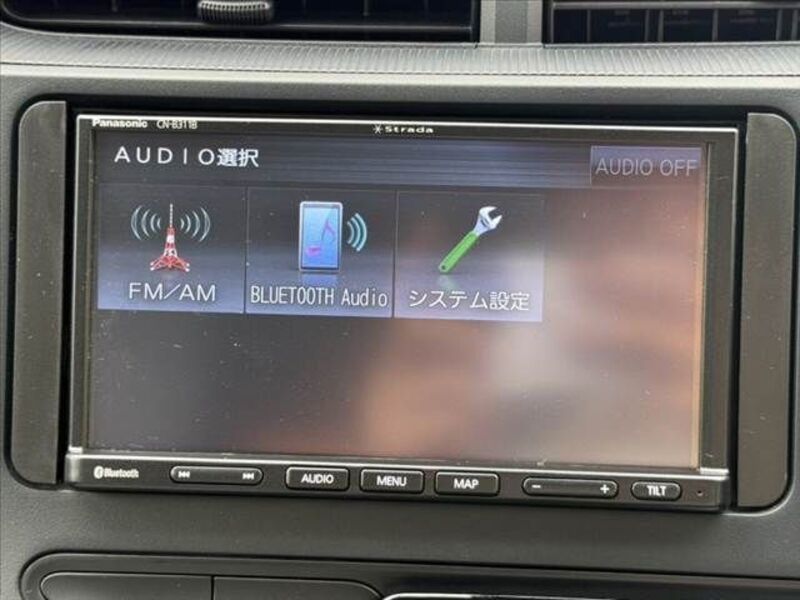 Panasonic CN-B311B
Strada
AUDIO選択
AUDIO OFF
FM/AM
BLUETOOTH Audio
システム設定
Bluetooth
AUDIO
MENU
MAP
- +
TILT